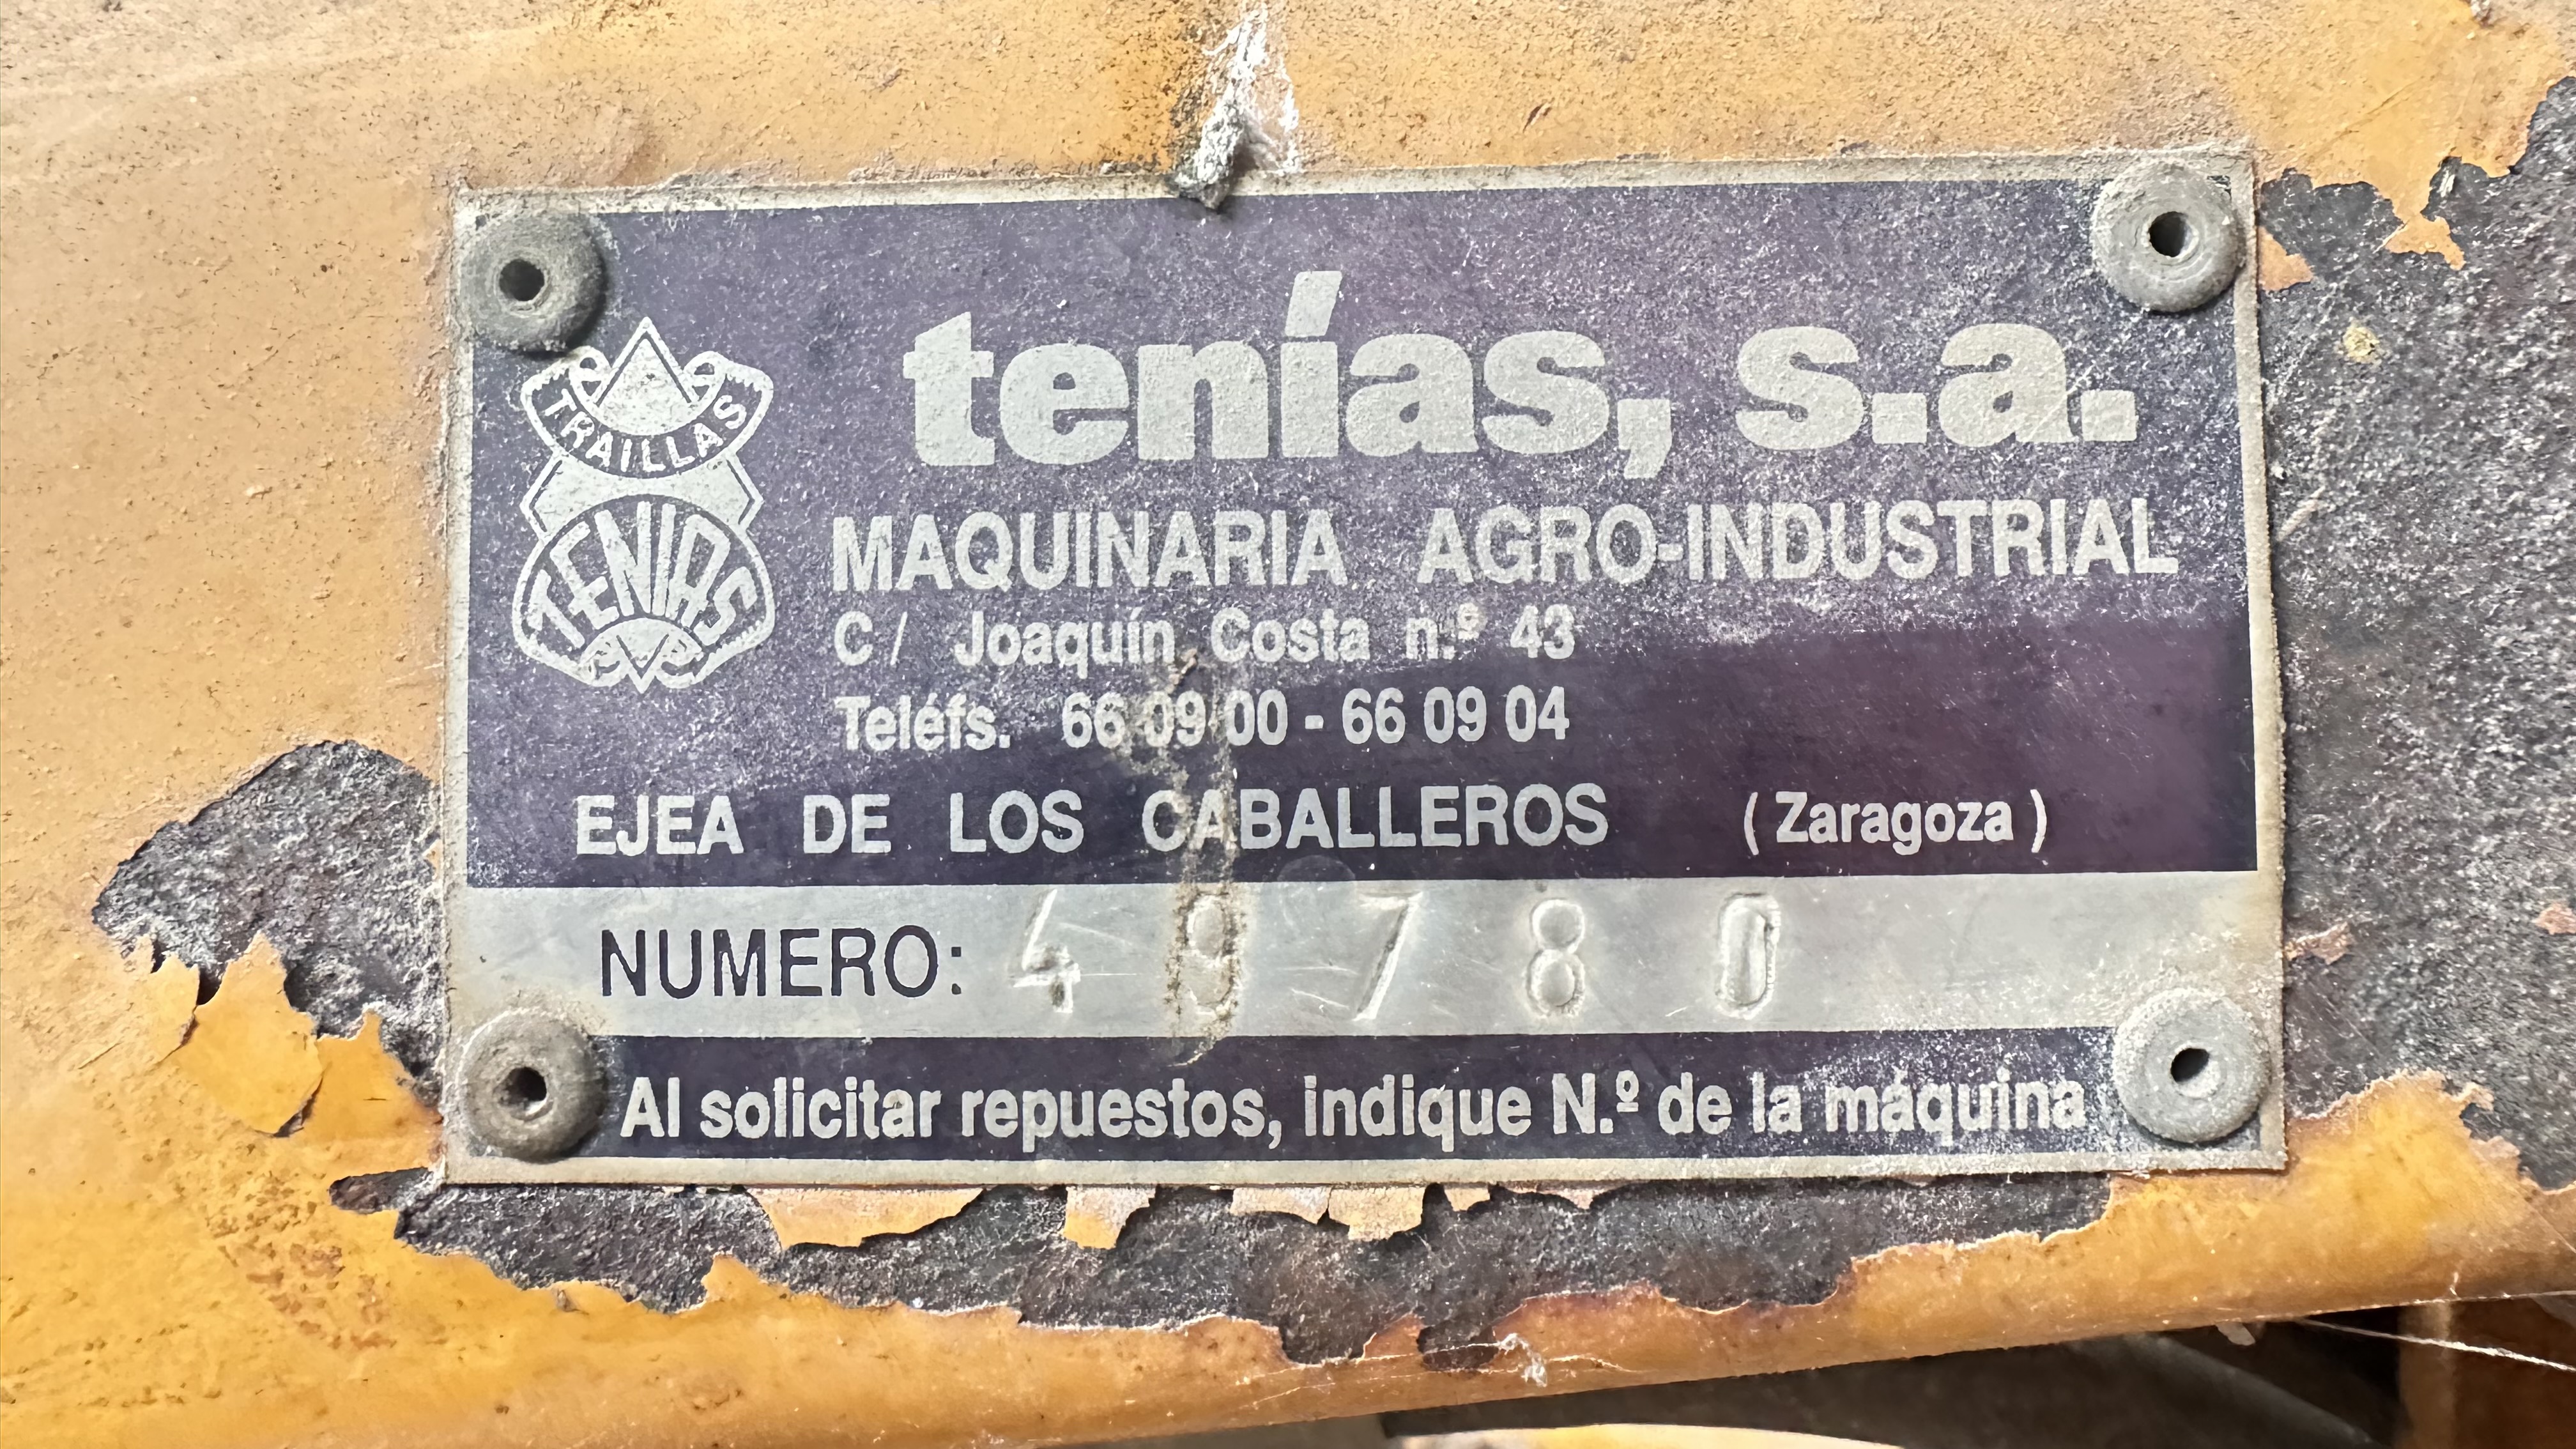 tenías, s.a.
TRAILLAS
TENIAS
MAQUINARIA AGRO-INDUSTRIAL
C/ Joaquín Costa n.º 43
Teléfs. 66 09 00 - 66 09 04
EJEA DE LOS CABALLEROS (Zaragoza)
NUMERO: 49780
Al solicitar repuestos, indique N.º de la máquina